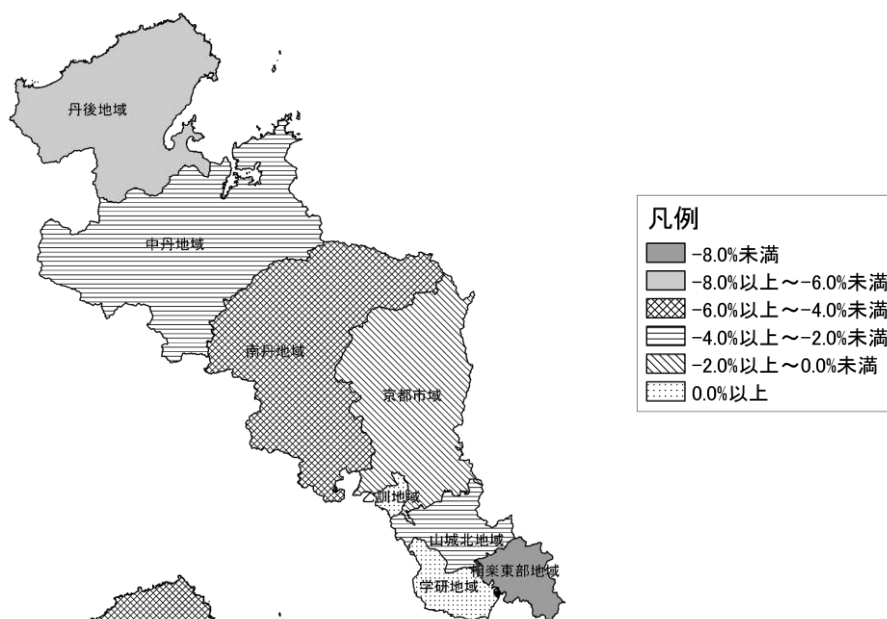 丹後地域
中丹地域
南丹地域
京都市域
乙訓地域
山城北地域
相楽東部地域
学研地域
凡例
-8.0%未満
-8.0%以上～-6.0%未満
-6.0%以上～-4.0%未満
-4.0%以上～-2.0%未満
-2.0%以上～0.0%未満
0.0%以上